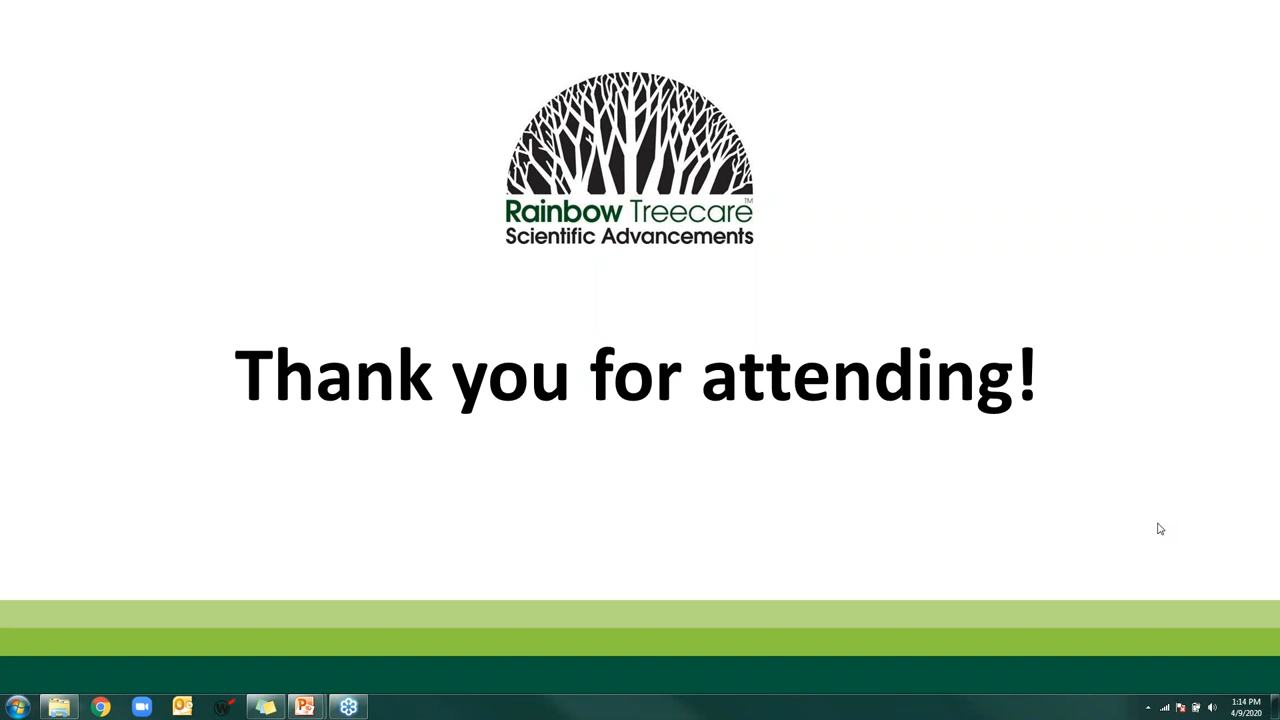 Rainbow Treecare™
Scientific Advancements
Thank you for attending!
1:14 PM
4/9/2020